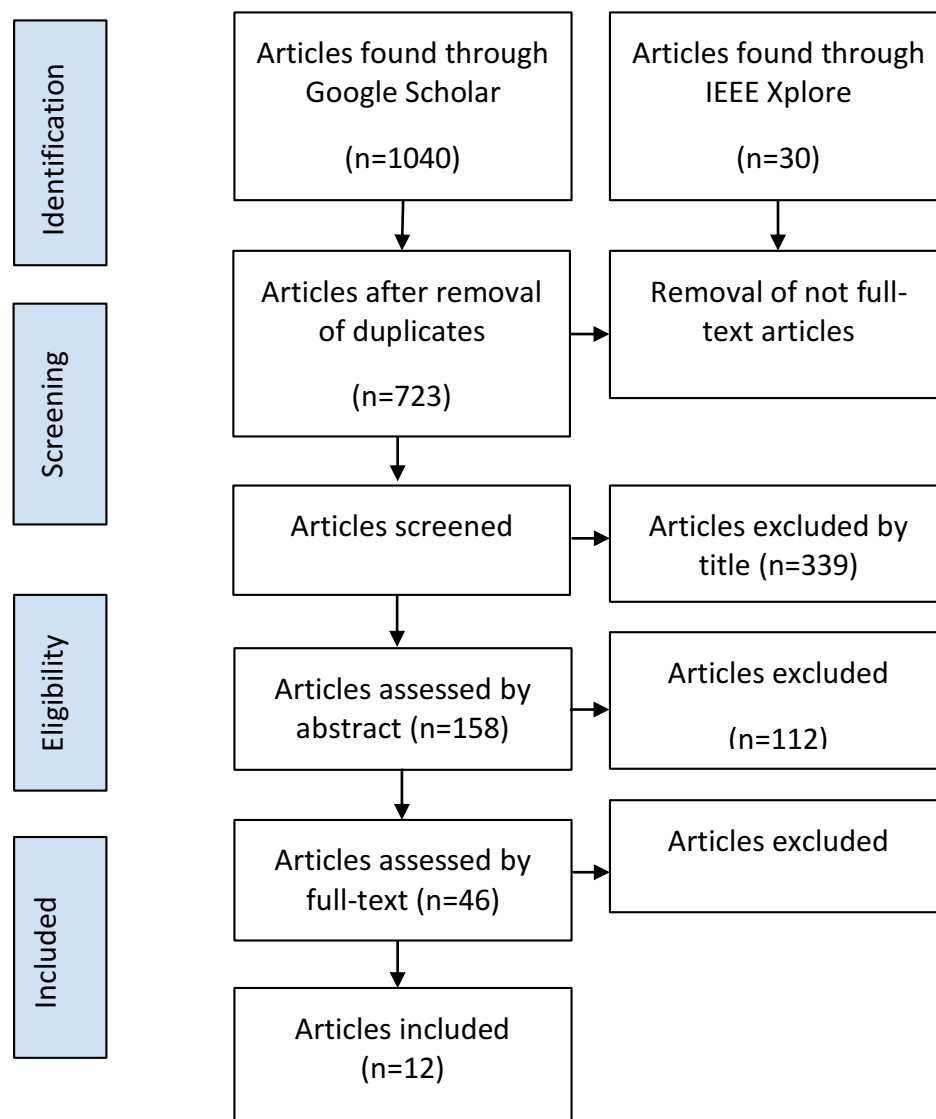 Identification
Articles found through
Google Scholar
(n=1040)
Articles found through
IEEE Xplore
(n=30)
Screening
Articles after removal
of duplicates
(n=723)
Removal of not full-
text articles
Articles screened
Articles excluded by
title (n=339)
Eligibility
Articles assessed by
abstract (n=158)
Articles excluded
(n=112)
Articles assessed by
full-text (n=46)
Articles excluded
Included
Articles included
(n=12)